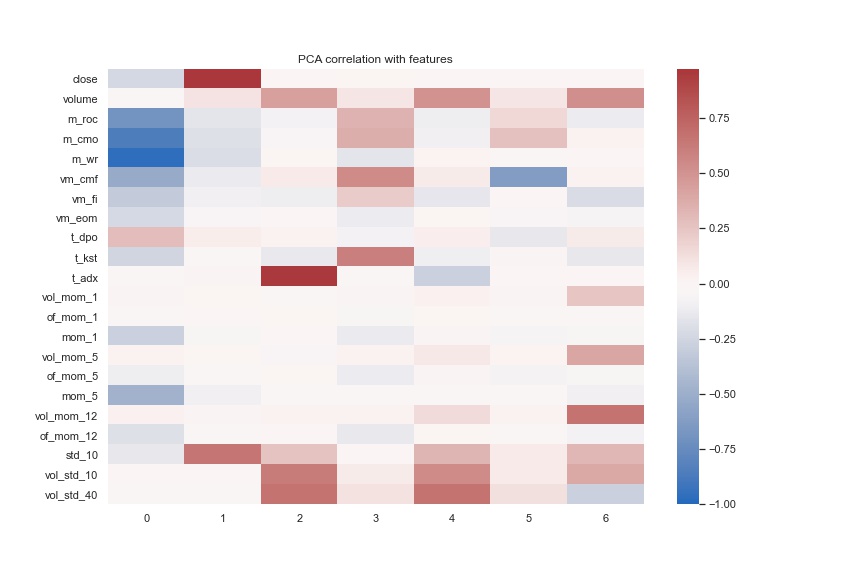 PCA correlation with features
close
volume
m_roc
m_cmo
m_wr
vm_cmf
vm_fi
vm_eom
t_dpo
t_kst
t_adx
vol_mom_1
of_mom_1
mom_1
vol_mom_5
of_mom_5
mom_5
vol_mom_12
of_mom_12
std_10
vol_std_10
vol_std_40
0 1 2 3 4 5 6
0.75
0.50
0.25
0.00
−0.25
−0.50
−0.75
−1.00